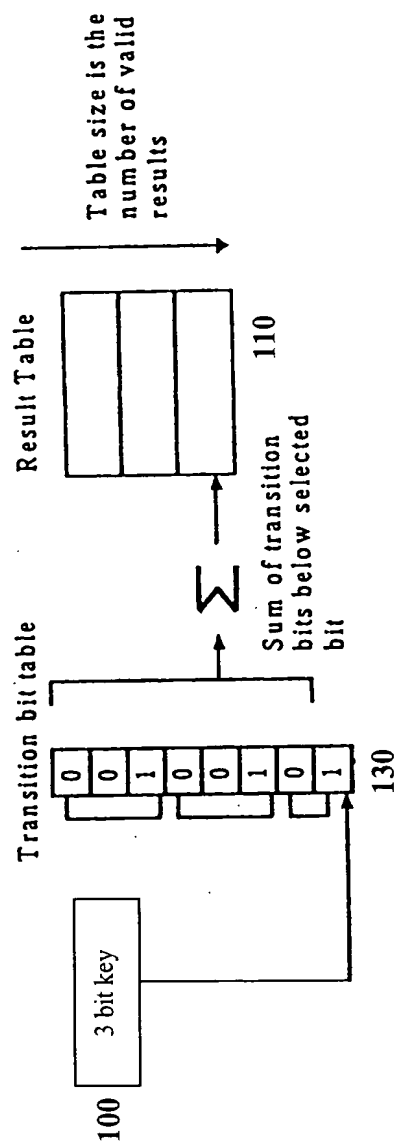 100
3 bit key
Transition bit table
0
0
1
0
0
1
0
1
130
Σ
Sum of transition
bits below selected
bit
Result Table
110
Table size is the
number of valid
results